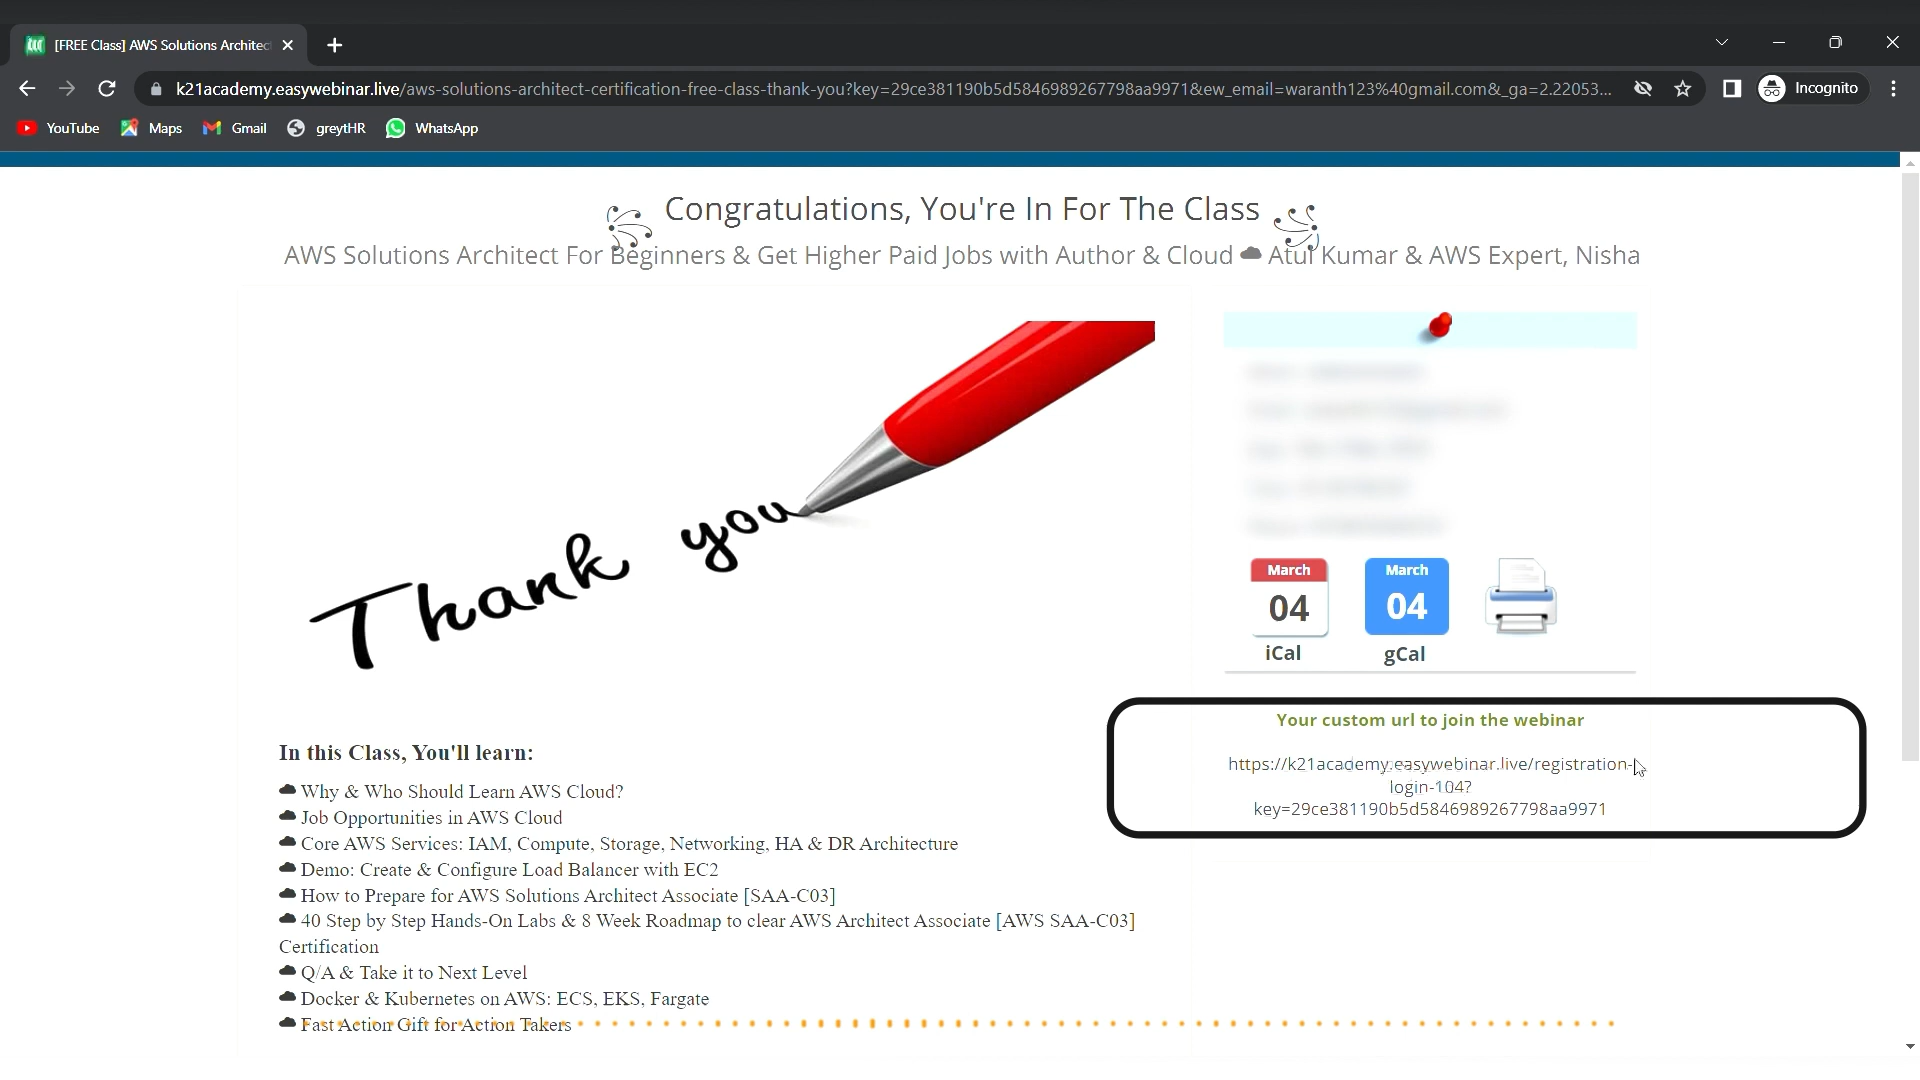 [FREE Class] AWS Solutions Architec
k21academy.easywebinar.live/aws-solutions-architect-certification-free-class-thank-you?key=29ce381190b5d5846989267798aa9971&ew_email=waranth123%40gmail.com&_ga=2.22053...
Incognito
YouTube
Maps
Gmail
greytHR
WhatsApp
Congratulations, You're In For The Class
AWS Solutions Architect For Beginners & Get Higher Paid Jobs with Author & Cloud Atul Kumar & AWS Expert, Nisha
Thank you
March
04
iCal
March
04
gCal
Your custom url to join the webinar
https://k21academy.easywebinar.live/registration-
login-104?
key=29ce381190b5d5846989267798aa9971
In this Class, You'll learn:
Why & Who Should Learn AWS Cloud?
Job Opportunities in AWS Cloud
Core AWS Services: IAM, Compute, Storage, Networking, HA & DR Architecture
Demo: Create & Configure Load Balancer with EC2
How to Prepare for AWS Solutions Architect Associate [SAA-C03]
40 Step by Step Hands-On Labs & 8 Week Roadmap to clear AWS Architect Associate [AWS SAA-C03]
Certification
Q/A & Take it to Next Level
Docker & Kubernetes on AWS: ECS, EKS, Fargate
Fast Action Gift for Action Takers